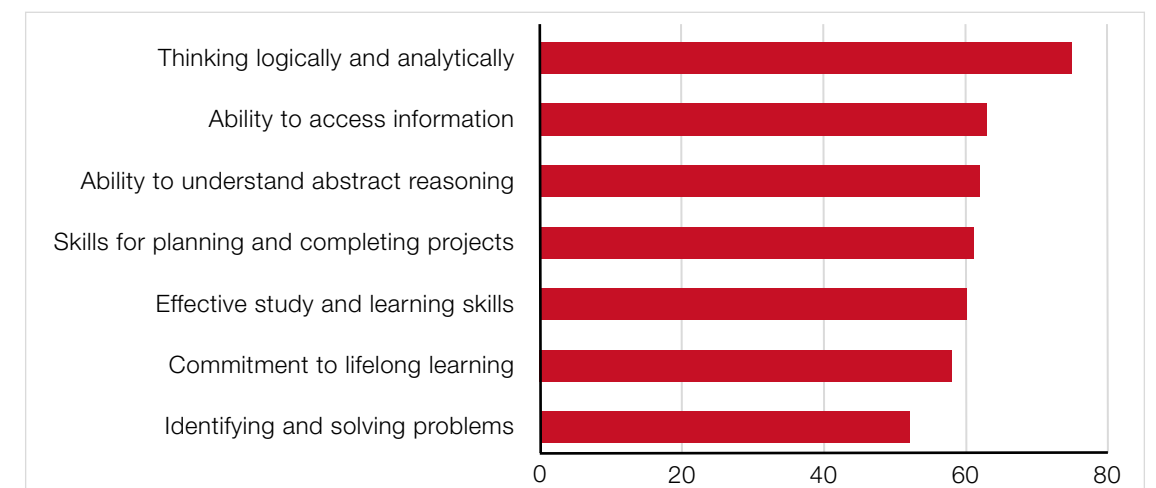 Thinking logically and analytically
Ability to access information
Ability to understand abstract reasoning
Skills for planning and completing projects
Effective study and learning skills
Commitment to lifelong learning
Identifying and solving problems
0 20 40 60 80